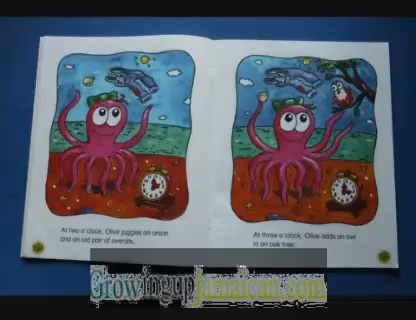 At two o'clock, Olive juggles an onion
and an old pair of overalls.
At three o'clock, Olive adds an owl
in an oak tree.
Growingupjamaican.com